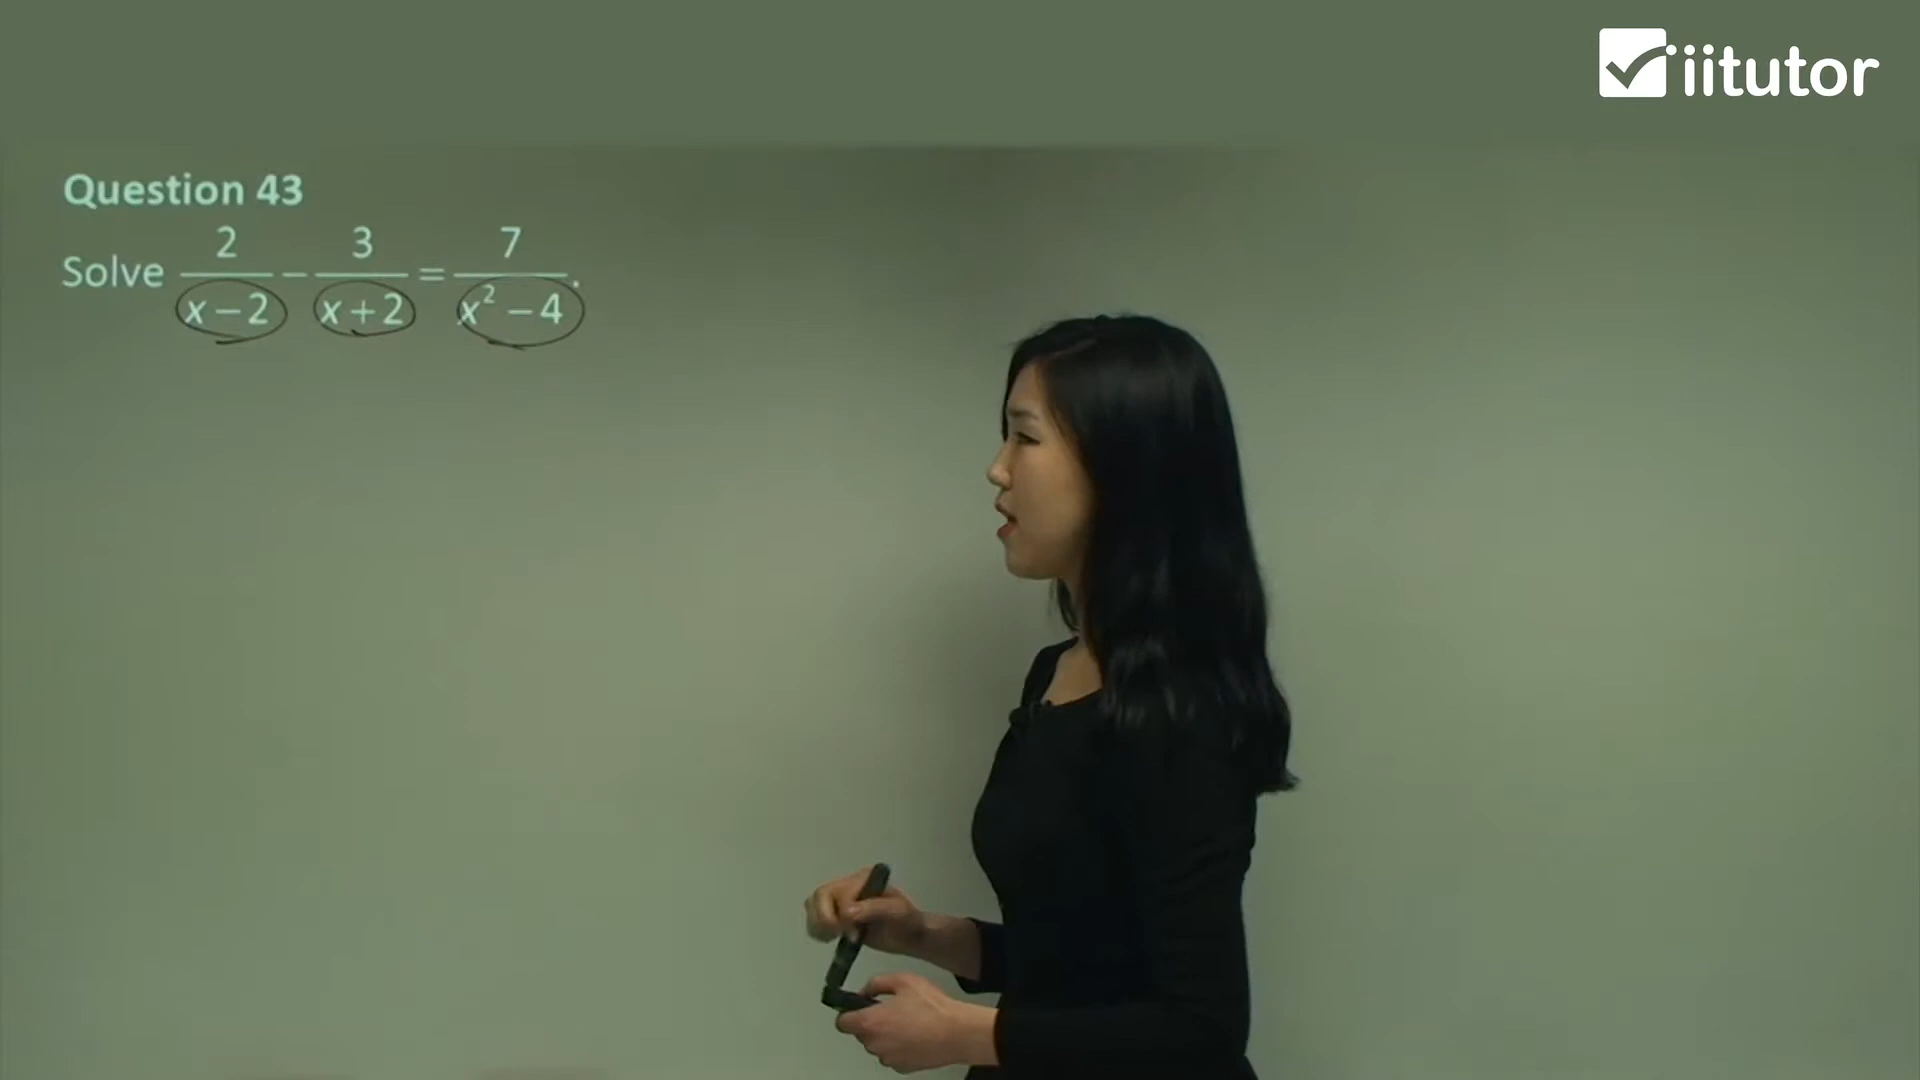 iitutor
Question 43
Solve 2/(x−2) − 3/(x+2) = 7/(x² −4).